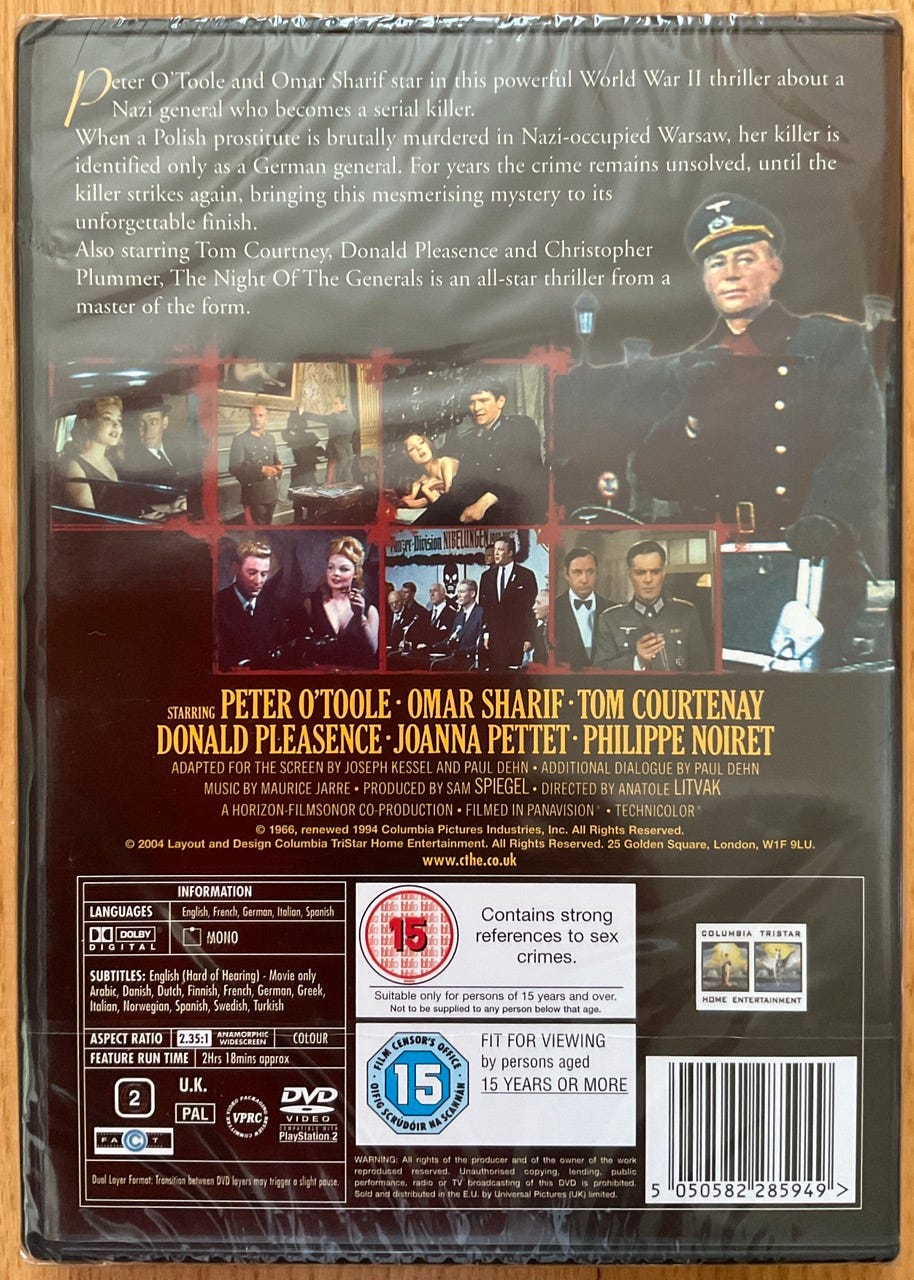 Peter O'Toole and Omar Sharif star in this powerful World War II thriller about a
Nazi general who becomes a serial killer.
When a Polish prostitute is brutally murdered in Nazi-occupied Warsaw, her killer is
identified only as a German general. For years the crime remains unsolved, until the
killer strikes again, bringing this mesmerising mystery to its
unforgettable finish.
Also starring Tom Courtney, Donald Pleasence and Christopher
Plummer, The Night Of The Generals is an all-star thriller from a
master of the form.
Panzer-Division NIBELUNGEN
STARRING PETER O'TOOLE · OMAR SHARIF · TOM COURTENAY
DONALD PLEASENCE · JOANNA PETTET · PHILIPPE NOIRET
ADAPTED FOR THE SCREEN BY JOSEPH KESSEL AND PAUL DEHN • ADDITIONAL DIALOGUE BY PAUL DEHN
MUSIC BY MAURICE JARRE • PRODUCED BY SAM SPIEGEL • DIRECTED BY ANATOLE LITVAK
A HORIZON-FILMSONOR CO-PRODUCTION • FILMED IN PANAVISION® • TECHNICOLOR®
© 1966, renewed 1994 Columbia Pictures Industries, Inc. All Rights Reserved.
© 2004 Layout and Design Columbia TriStar Home Entertainment. All Rights Reserved. 25 Golden Square, London, W1F 9LU.
www.cthe.co.uk
INFORMATION
LANGUAGES English, French, German, Italian, Spanish
DOLBY DIGITAL MONO
SUBTITLES: English (Hard of Hearing) - Movie only
Arabic, Danish, Dutch, Finnish, French, German, Greek,
Italian, Norwegian, Spanish, Swedish, Turkish
ASPECT RATIO 2.35:1 ANAMORPHIC WIDESCREEN COLOUR
FEATURE RUN TIME 2Hrs 18mins approx
2 U.K. PAL
VIDEO PACKAGING REVIEW COMMITTEE VPRC
DVD VIDEO
COMPATIBLE WITH PlayStation 2
FACT
Dual Layer Format: Transition between DVD layers may trigger a slight pause.
15
Contains strong
references to sex
crimes.
Suitable only for persons of 15 years and over.
Not to be supplied to any person below that age.
FILM CENSOR'S OFFICE
15
OIFIG SCRÚDÓIR NA SCANNÁN
FIT FOR VIEWING
by persons aged
15 YEARS OR MORE
WARNING: All rights of the producer and of the owner of the work
reproduced reserved. Unauthorised copying, lending, public
performance, radio or TV broadcasting of this DVD is prohibited.
Sold and distributed in the E.U. by Universal Pictures (UK) limited.
COLUMBIA TRISTAR
HOME ENTERTAINMENT
5 050582 285949 >